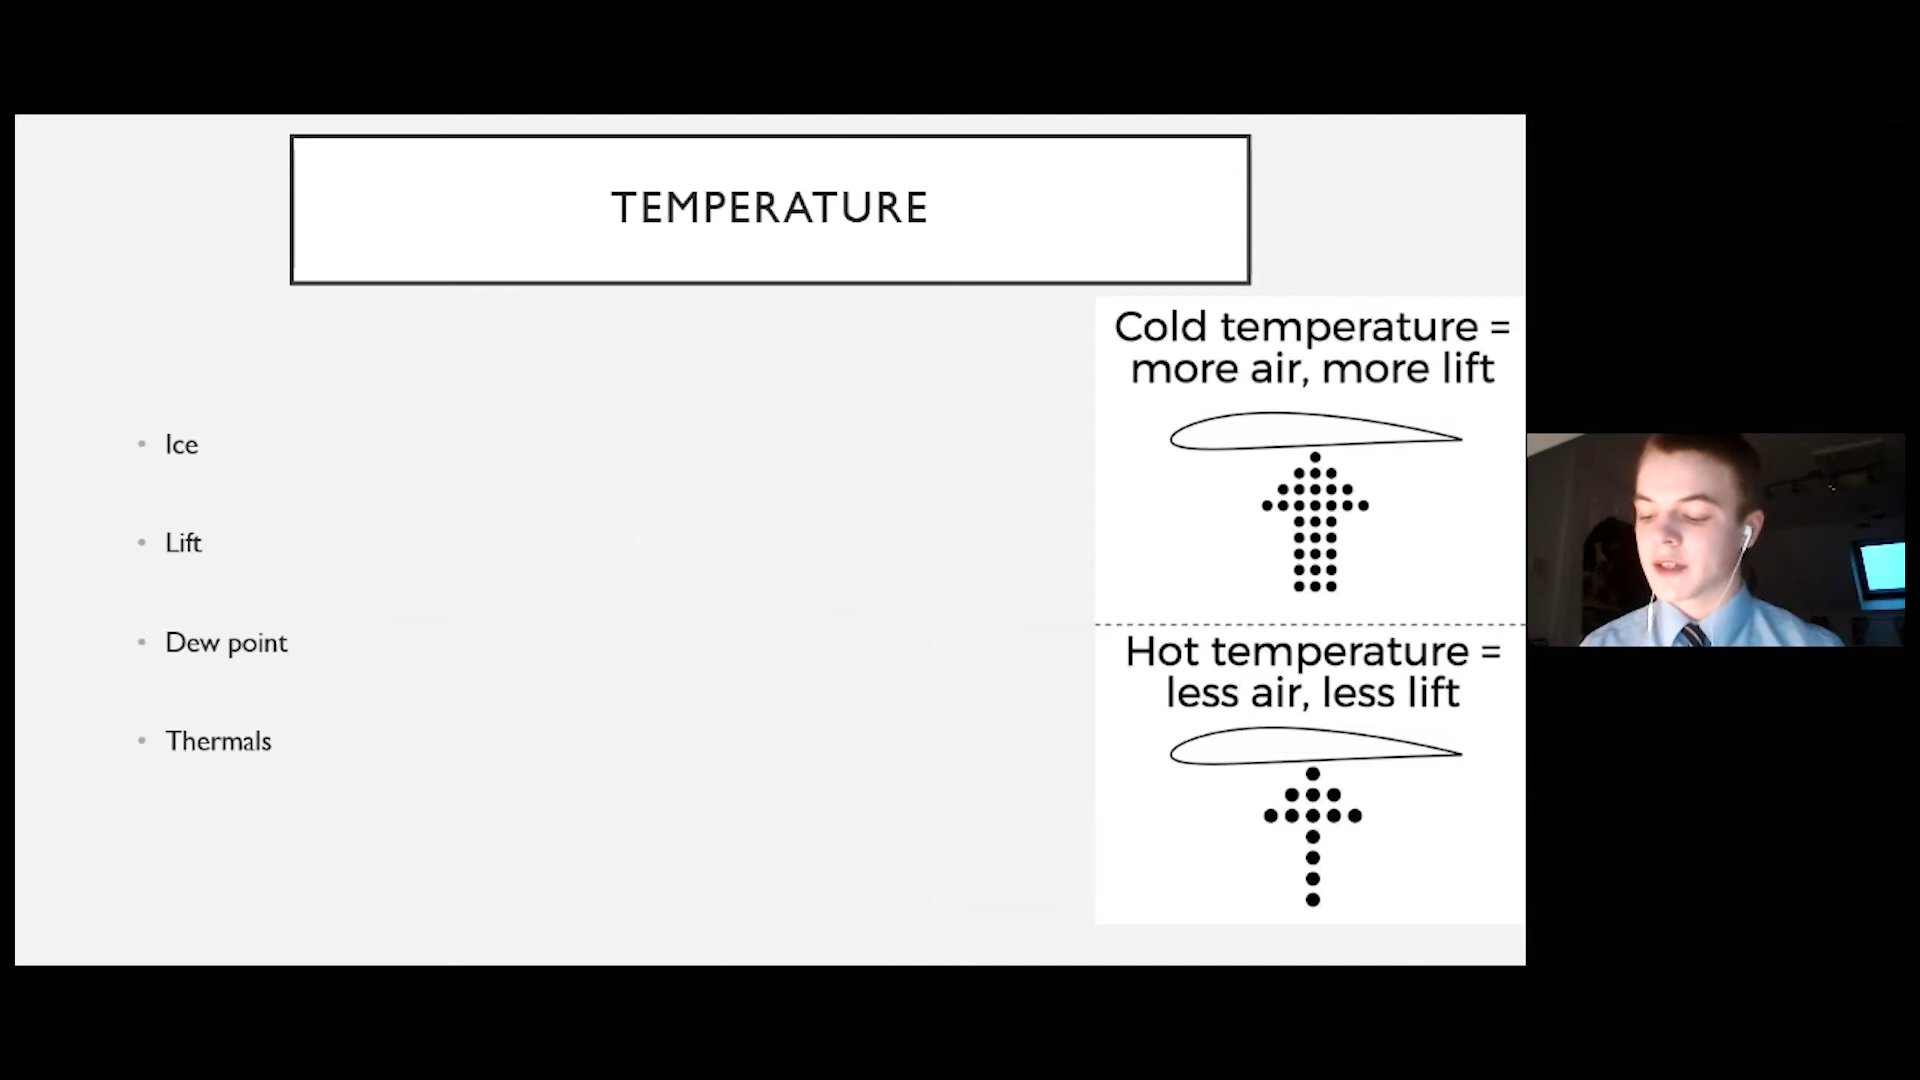 TEMPERATURE
• Ice
• Lift
• Dew point
• Thermals
Cold temperature =
more air, more lift
Hot temperature =
less air, less lift